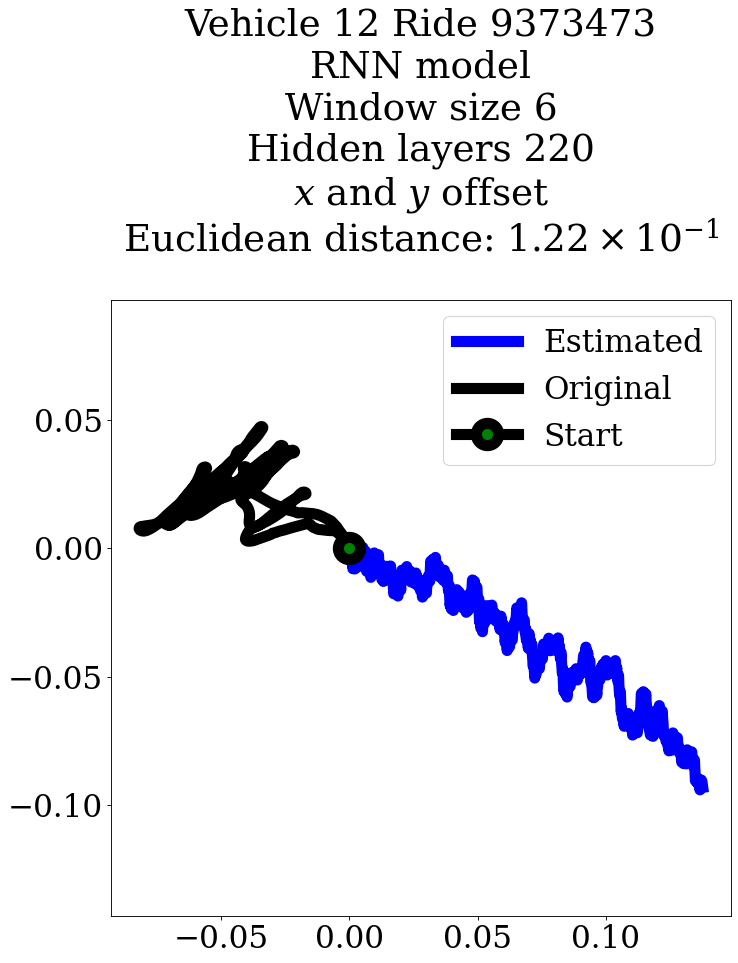 Vehicle 12 Ride 9373473
RNN model
Window size 6
Hidden layers 220
x and y offset
Euclidean distance: 1.22 × 10⁻¹
Estimated
Original
Start
0.05
0.00
−0.05
−0.10
−0.05 0.00 0.05 0.10